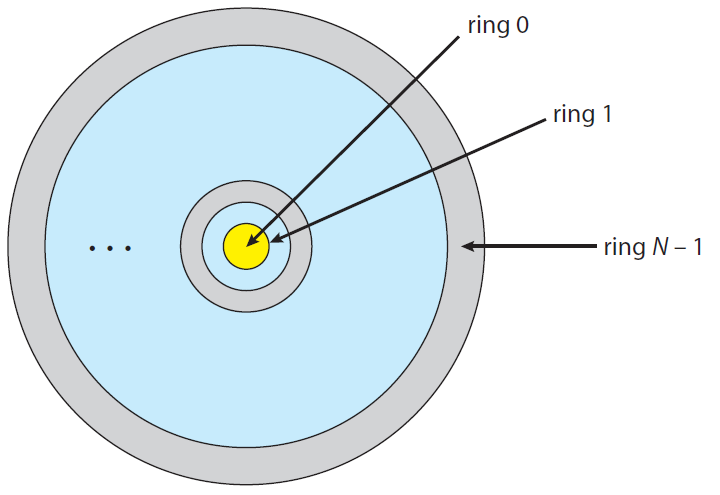 ring 0
ring 1
. . .
ring N – 1